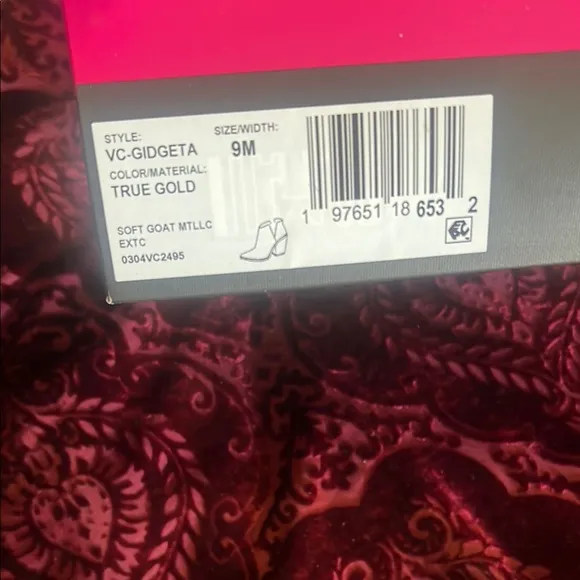 STYLE:
VC-GIDGETA
SIZE/WIDTH:
9M
COLOR/MATERIAL:
TRUE GOLD
SOFT GOAT MTLLC
EXTC
0304VC2495
1 97651 18 653 2